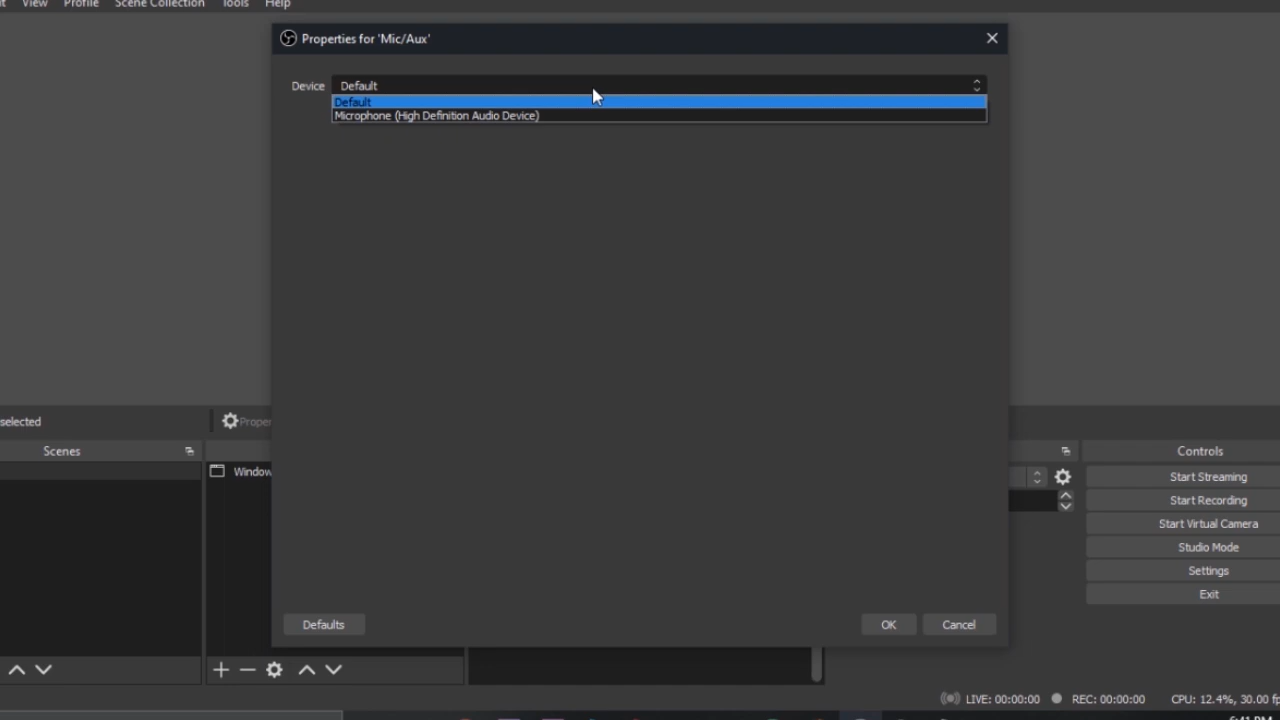 View Profile Scene Collection Tools Help
Properties for 'Mic/Aux'
Device Default
Default
Microphone (High Definition Audio Device)
selected
Scenes
Window
Controls
Start Streaming
Start Recording
Start Virtual Camera
Studio Mode
Settings
Exit
Defaults
OK
Cancel
LIVE: 00:00:00
REC: 00:00:00
CPU: 12.4%, 30.00